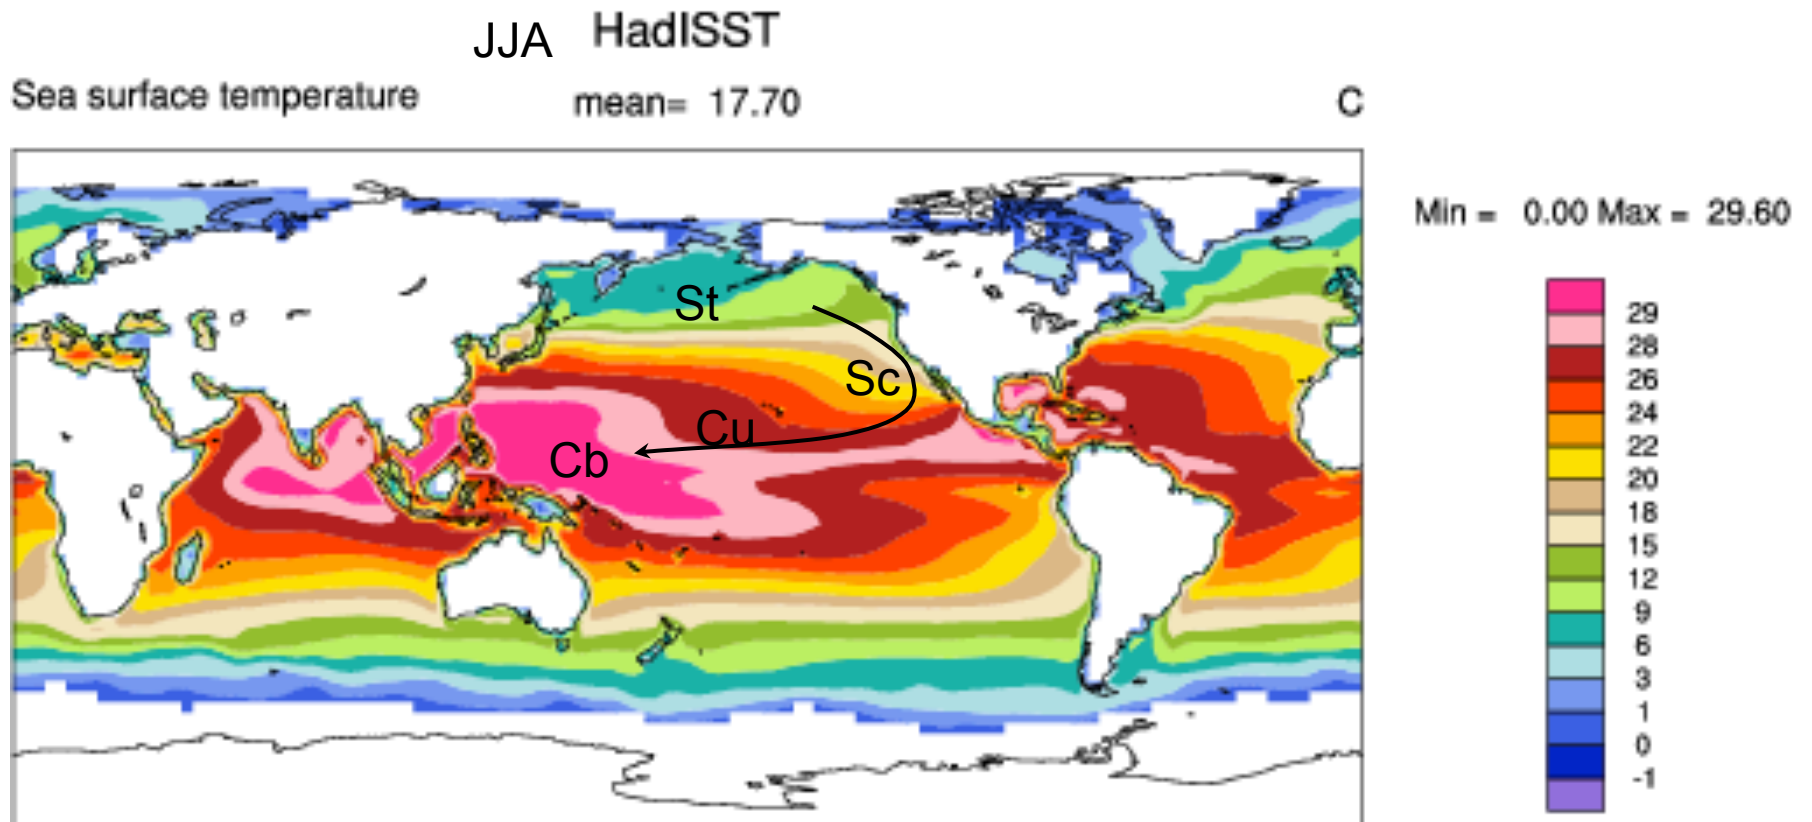 JJA HadISST
Sea surface temperature mean= 17.70 C
Min = 0.00 Max = 29.60
St
Sc
Cu
Cb
29
28
26
24
22
20
18
15
12
9
6
3
1
0
-1